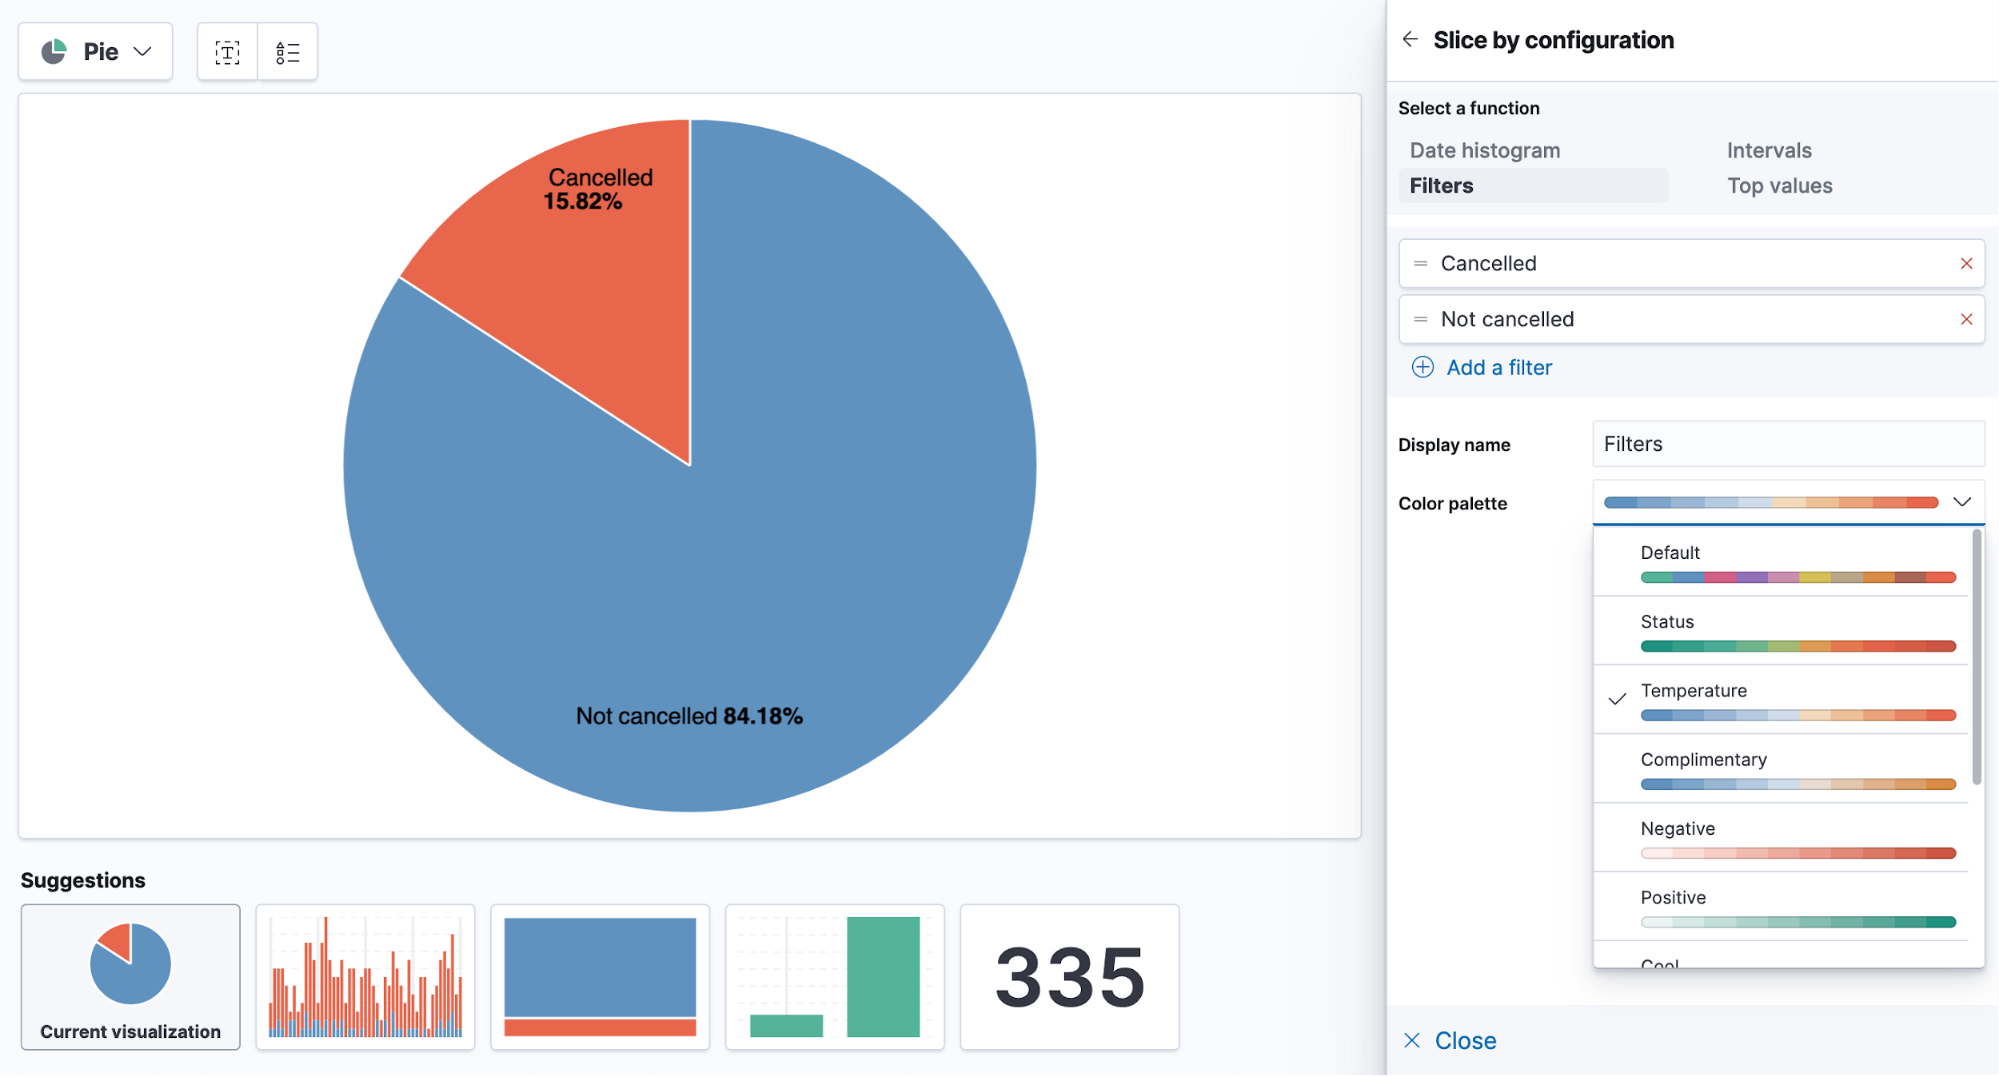 Pie
Cancelled
15.82%
Not cancelled 84.18%
Suggestions
Current visualization
335
Slice by configuration
Select a function
Date histogram
Intervals
Filters
Top values
Cancelled
Not cancelled
Add a filter
Display name
Filters
Color palette
Default
Status
Temperature
Complimentary
Negative
Positive
Cool
Close